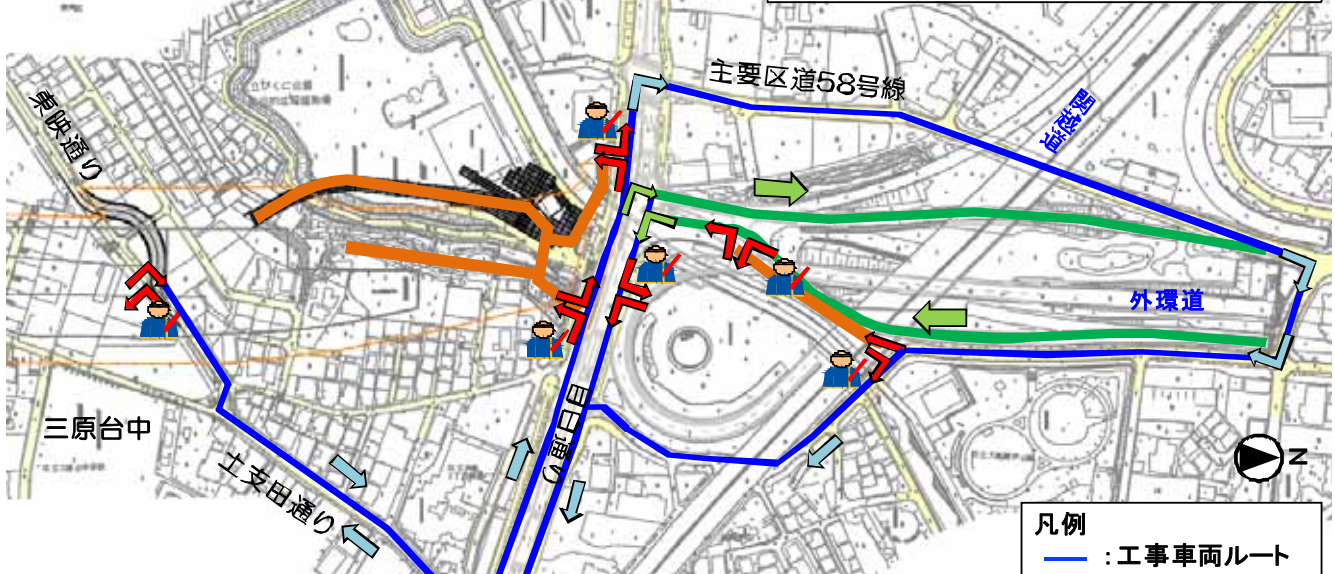 主要区道58号線
関越道
東映通り
外環道
目白通り
三原台中
土支田通り
N
凡例
:工事車両ルート